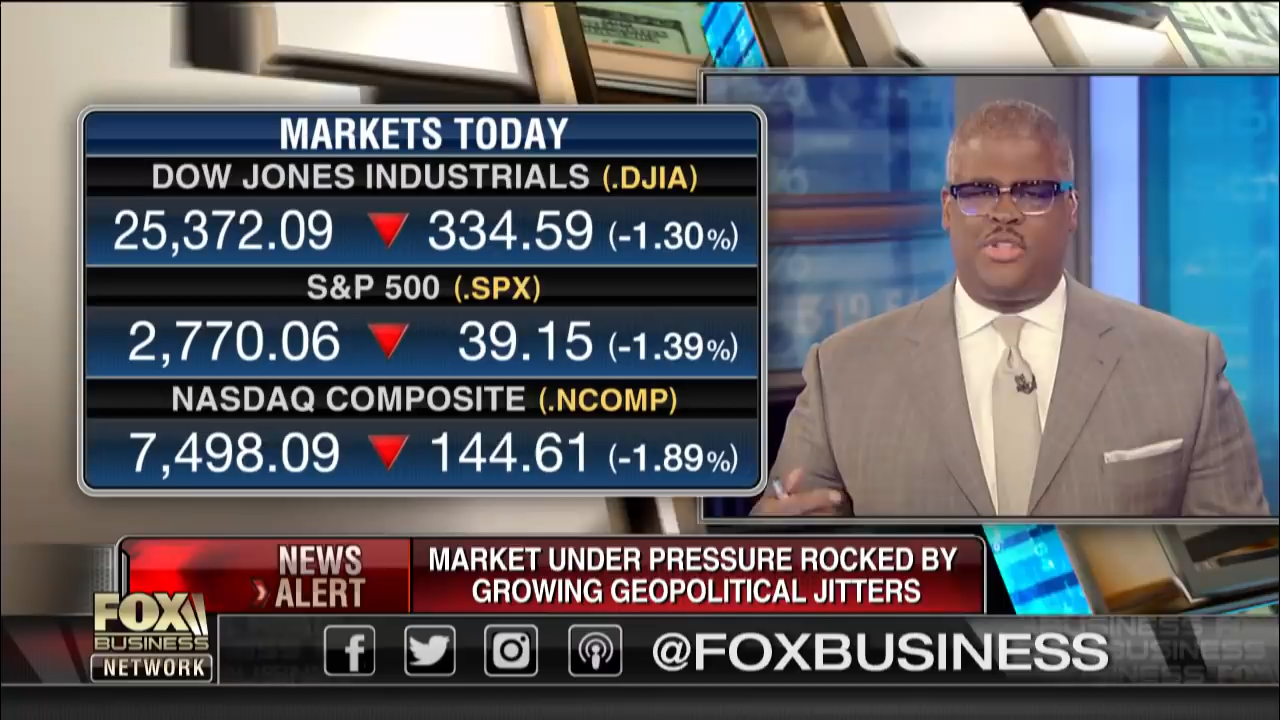 MARKETS TODAY
DOW JONES INDUSTRIALS (.DJIA)
25,372.09 ▼ 334.59 (-1.30%)
S&P 500 (.SPX)
2,770.06 ▼ 39.15 (-1.39%)
NASDAQ COMPOSITE (.NCOMP)
7,498.09 ▼ 144.61 (-1.89%)
NEWS
ALERT
MARKET UNDER PRESSURE ROCKED BY
GROWING GEOPOLITICAL JITTERS
FOX
BUSINESS
NETWORK
@FOXBUSINESS